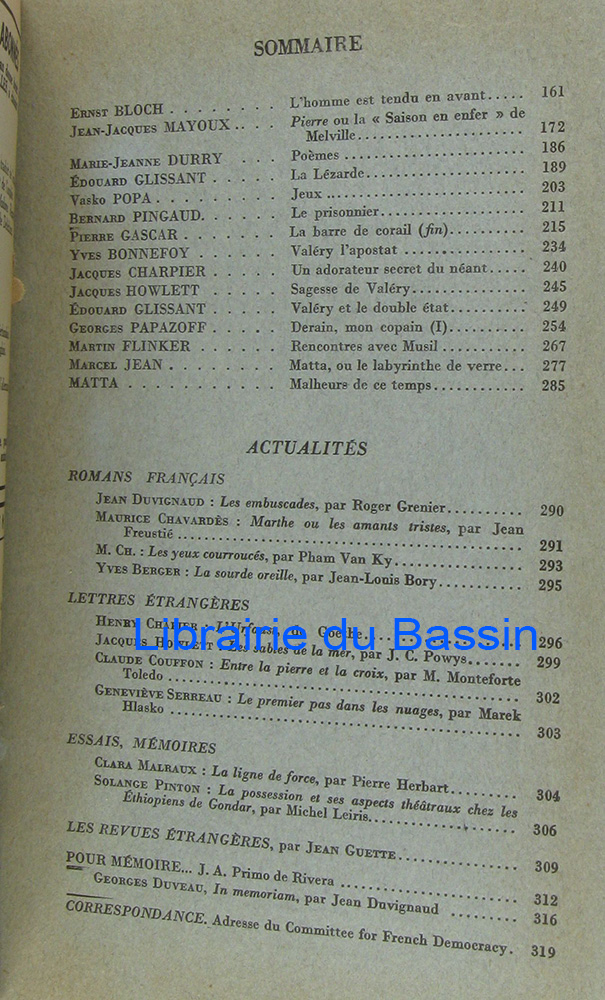 ABONNE
SOMMAIRE
ERNST BLOCH . . . . . . . . L'homme est tendu en avant..... 161
JEAN-JACQUES MAYOUX .. . . Pierre ou la « Saison en enfer » de
Melville..................... 172
MARIE-JEANNE DURRY . . . Poèmes ..................... 186
ÉDOUARD GLISSANT . . . . . La Lézarde.................. 189
VASKO POPA . . . . . . . . Jeux ....................... 203
BERNARD PINGAUD. . . . . . Le prisonnier............... 211
PIERRE GASCAR . . . . . . . La barre de corail (fin).......... 215
YVES BONNEFOY . . . . . . Valéry l'apostat .............. 234
JACQUES CHARPIER . . . . . Un adorateur secret du néant..... 240
JACQUES HOWLETT . . . . . Sagesse de Valéry.............. 245
ÉDOUARD GLISSANT . . . . . Valéry et le double état.......... 249
GEORGES PAPAZOFF . . . . . Derain, mon copain (I).......... 254
MARTIN FLINKER . . . . . . Rencontres avec Musil .......... 267
MARCEL JEAN . . . . . . . . Matta, ou le labyrinthe de verre... 277
MATTA . . . . . . . . . . . Malheurs de ce temps............ 285
ACTUALITÉS
ROMANS FRANÇAIS
JEAN DUVIGNAUD : Les embuscades, par Roger Grenier.......... 290
MAURICE CHAVARDÈS : Marthe ou les amants tristes, par Jean
Freustié .................... 291
M. CH. : Les yeux courroucés, par Pham Van Ky............... 293
YVES BERGER : La sourde oreille, par Jean-Louis Bory........... 295
LETTRES ÉTRANGÈRES
HENRY CHAPIER : L'Urfaust, de Goethe.................... 296
JACQUES HOWLETT : Les sables de la mer, par J. C. Powys....... 299
CLAUDE COUFFON : Entre la pierre et la croix, par M. Monteforte
Toledo ..................... 302
GENEVIÈVE SERREAU : Le premier pas dans les nuages, par Marek
Hlasko ..................... 303
Librairie du Bassin
ESSAIS, MÉMOIRES
CLARA MALRAUX : La ligne de force, par Pierre Herbart.......... 304
SOLANGE PINTON : La possession et ses aspects théâtraux chez les
Éthiopiens de Gondar, par Michel Leiris..................... 306
LES REVUES ÉTRANGÈRES, par JEAN GUETTE............... 309
POUR MÉMOIRE... J. A. Primo de Rivera ................... 312
GEORGES DUVEAU, In memoriam, par Jean Duvignaud ......... 316
CORRESPONDANCE. Adresse du Committee for French Democracy. 319